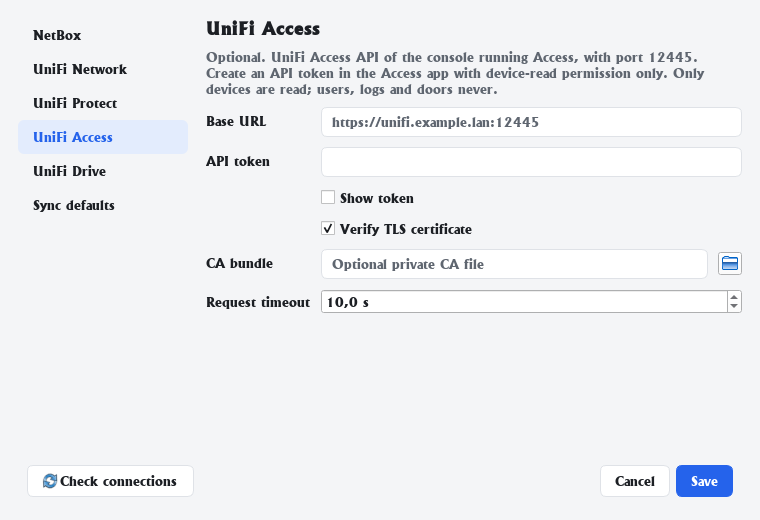 NetBox
UniFi Network
UniFi Protect
UniFi Access
UniFi Drive
Sync defaults
UniFi Access
Optional. UniFi Access API of the console running Access, with port 12445.
Create an API token in the Access app with device-read permission only. Only
devices are read; users, logs and doors never.
Base URL
https://unifi.example.lan:12445
API token
Show token
Verify TLS certificate
CA bundle
Optional private CA file
Request timeout
10,0 s
Check connections
Cancel
Save